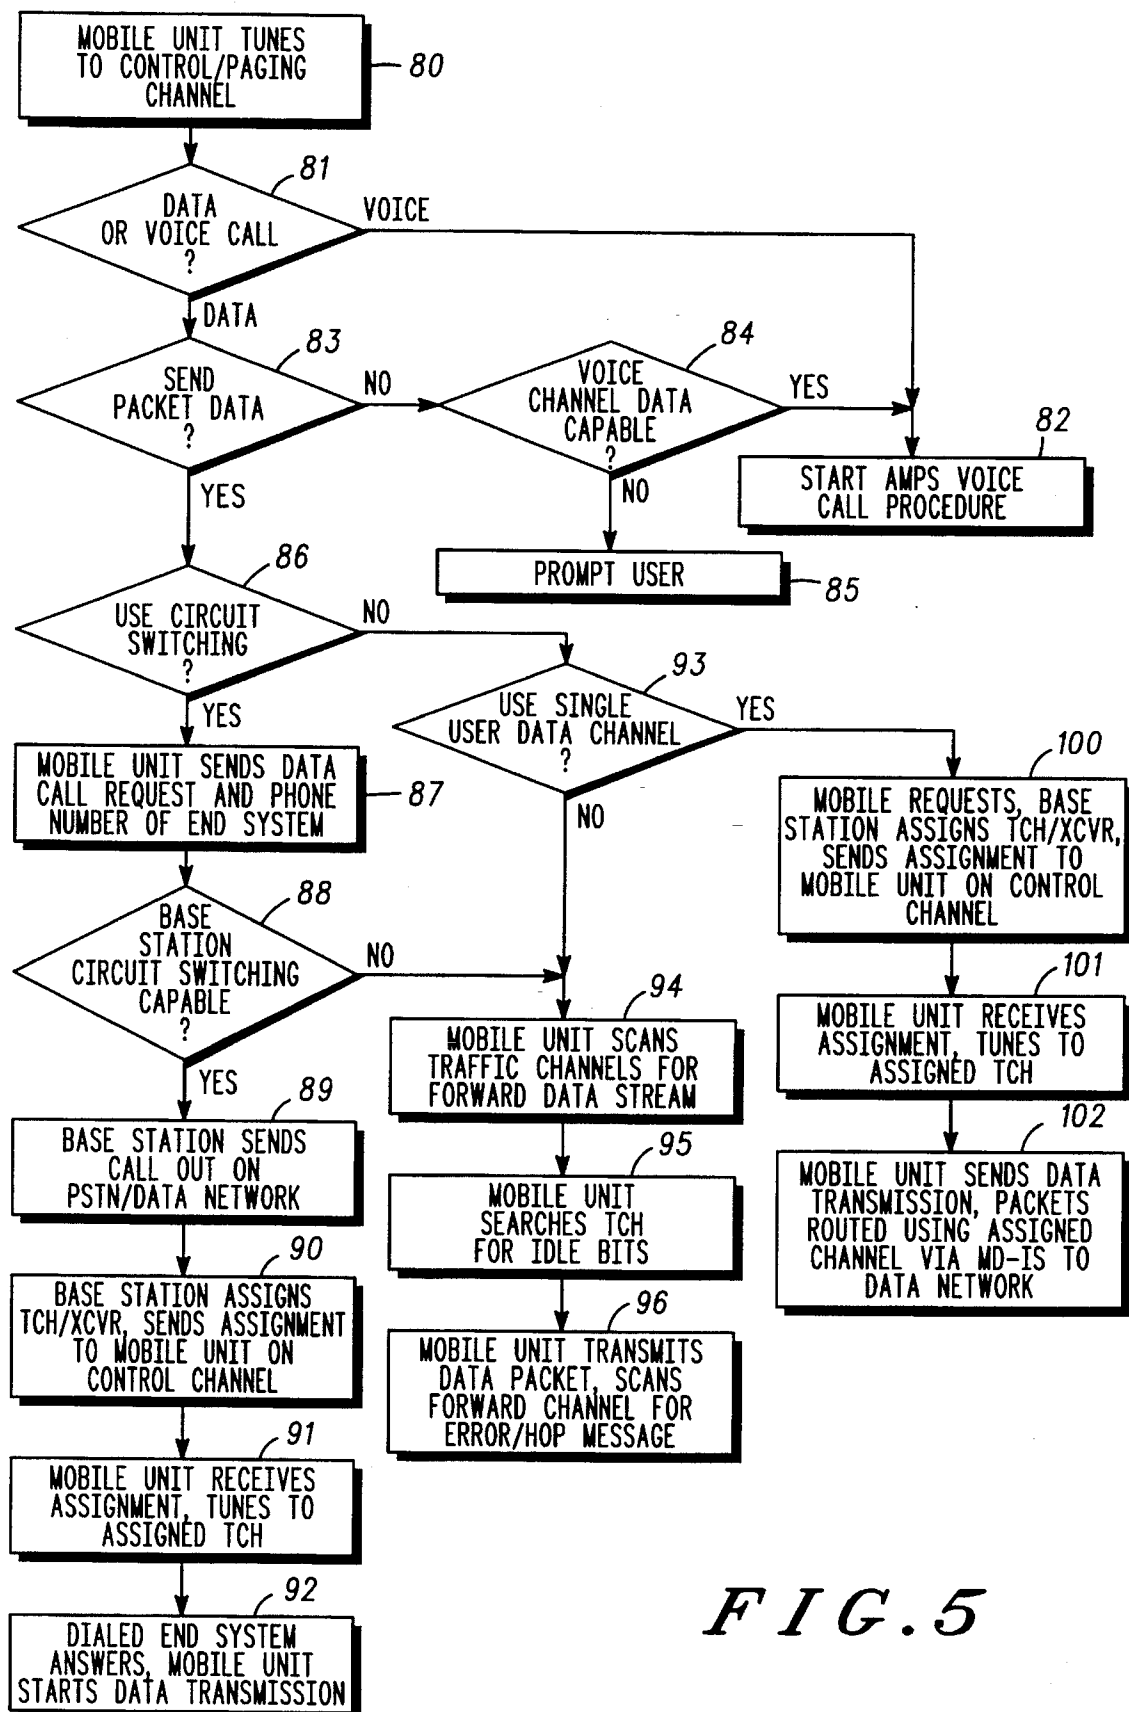 MOBILE UNIT TUNES
TO CONTROL/PAGING
CHANNEL
80
81
DATA
OR VOICE CALL
?
VOICE
DATA
83
SEND
PACKET DATA
?
NO
YES
84
VOICE
CHANNEL DATA
CAPABLE
?
YES
NO
82
START AMPS VOICE
CALL PROCEDURE
PROMPT USER
85
86
USE CIRCUIT
SWITCHING
?
NO
YES
93
USE SINGLE
USER DATA CHANNEL
?
YES
NO
MOBILE UNIT SENDS DATA
CALL REQUEST AND PHONE
NUMBER OF END SYSTEM
87
100
MOBILE REQUESTS, BASE
STATION ASSIGNS TCH/XCVR,
SENDS ASSIGNMENT TO
MOBILE UNIT ON CONTROL
CHANNEL
88
BASE
STATION
CIRCUIT SWITCHING
CAPABLE
?
NO
YES
94
MOBILE UNIT SCANS
TRAFFIC CHANNELS FOR
FORWARD DATA STREAM
101
MOBILE UNIT RECEIVES
ASSIGNMENT, TUNES TO
ASSIGNED TCH
89
BASE STATION SENDS
CALL OUT ON
PSTN/DATA NETWORK
95
MOBILE UNIT
SEARCHES TCH
FOR IDLE BITS
102
MOBILE UNIT SENDS DATA
TRANSMISSION, PACKETS
ROUTED USING ASSIGNED
CHANNEL VIA MD-IS TO
DATA NETWORK
90
BASE STATION ASSIGNS
TCH/XCVR, SENDS ASSIGNMENT
TO MOBILE UNIT ON
CONTROL CHANNEL
96
MOBILE UNIT TRANSMITS
DATA PACKET, SCANS
FORWARD CHANNEL FOR
ERROR/HOP MESSAGE
91
MOBILE UNIT RECEIVES
ASSIGNMENT, TUNES TO
ASSIGNED TCH
92
DIALED END SYSTEM
ANSWERS, MOBILE UNIT
STARTS DATA TRANSMISSION
FIG.5